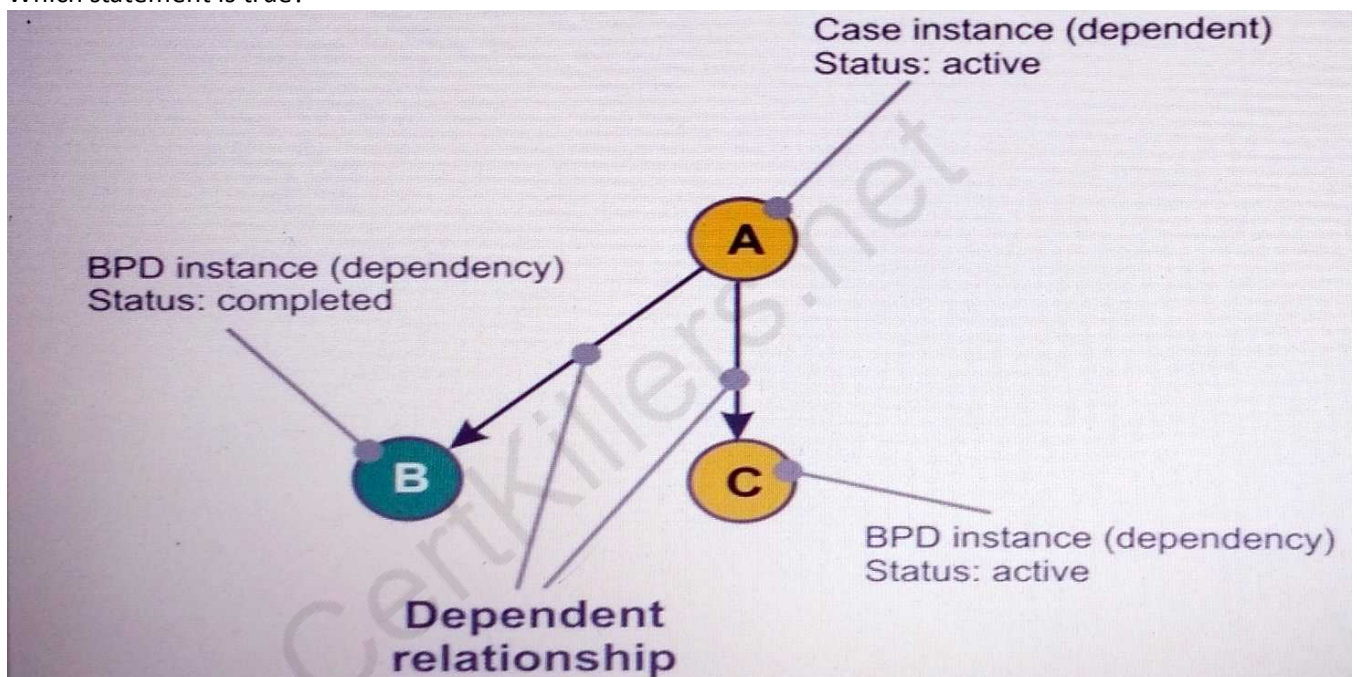 Which statement is true?
Case instance (dependent)
Status: active
A
BPD instance (dependency)
Status: completed
B
C
BPD instance (dependency)
Status: active
Dependent
relationship
CertKillers.net